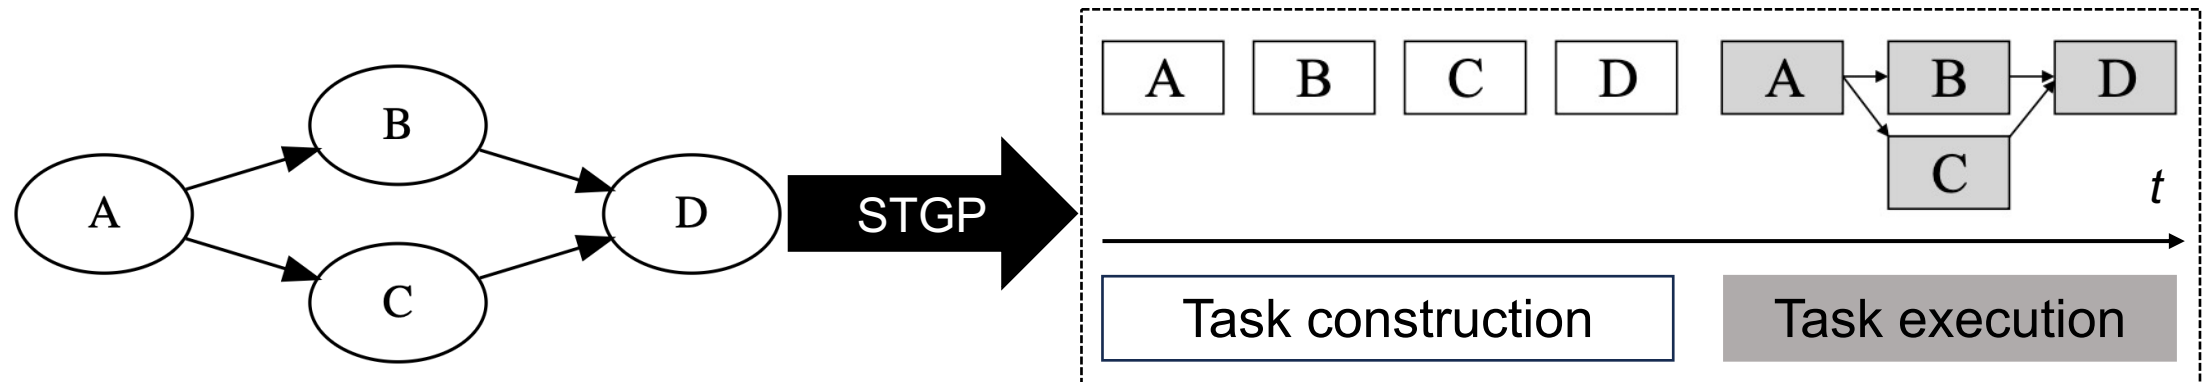 A
B
C
D
STGP
A B C D A B D
C
t
Task construction
Task execution